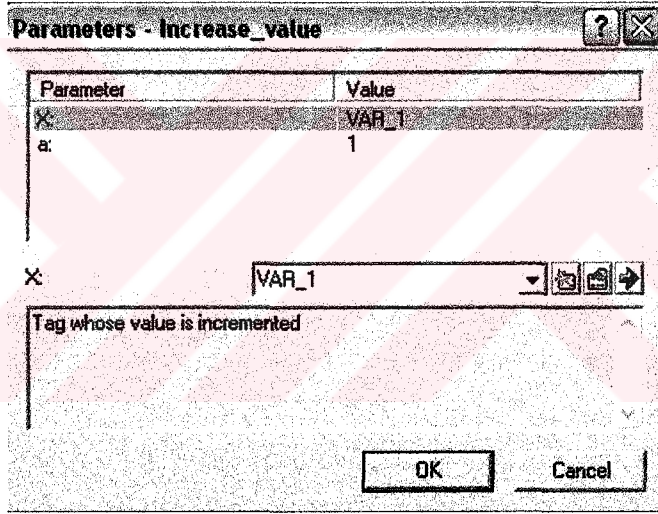 Parameters - Increase_value
Parameter Value
X: VAR_1
a: 1
X: VAR_1
Tag whose value is incremented
OK Cancel